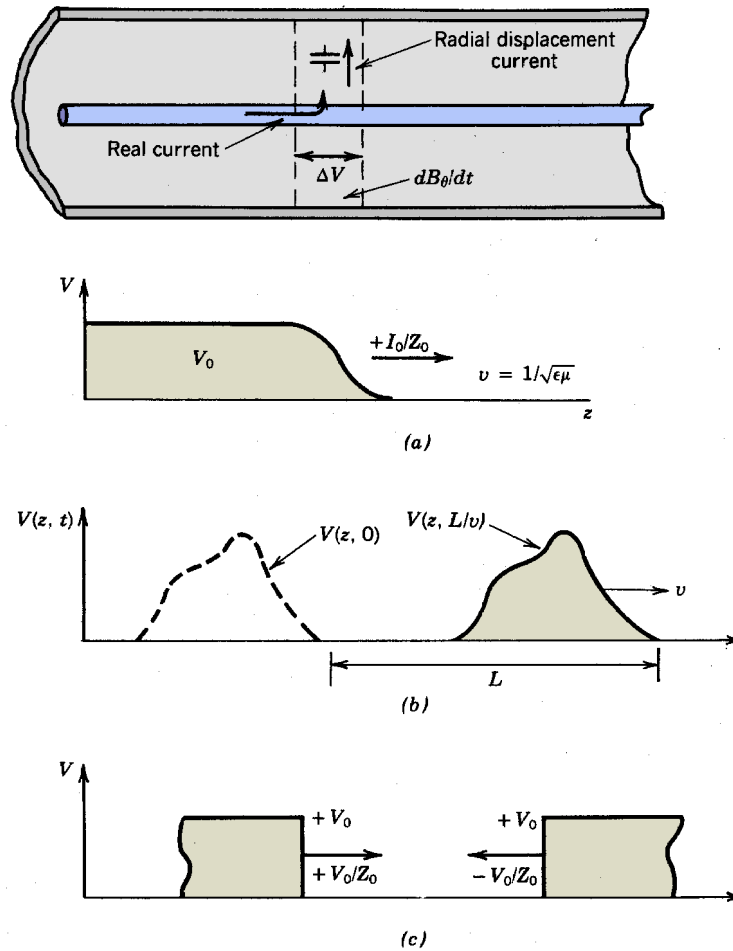 Radial displacement
current
Real current
ΔV
dB_θ/dt
V
V₀
+I₀/Z₀
v = 1/√εμ
z
(a)
V(z, t)
V(z, 0)
V(z, L/v)
v
L
(b)
V
+ V₀
+ V₀/Z₀
+ V₀
− V₀/Z₀
(c)